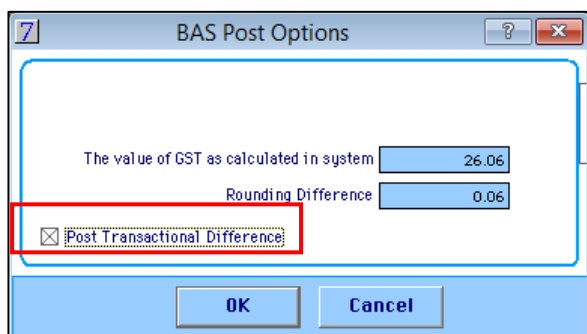 7 BAS Post Options ?
The value of GST as calculated in system 26.06
Rounding Difference 0.06
Post Transactional Difference
OK Cancel